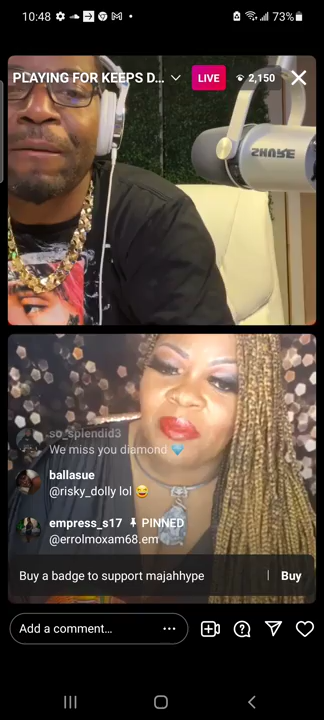 10:48
73%
PLAYING FOR KEEPS D...
LIVE
2,150
SHURE
so_splendid3
We miss you diamond 💎
ballasue
@risky_dolly lol 😂
empress_s17 📌 PINNED
@errolmoxam68.em
Buy a badge to support majahhype
Buy
Add a comment...